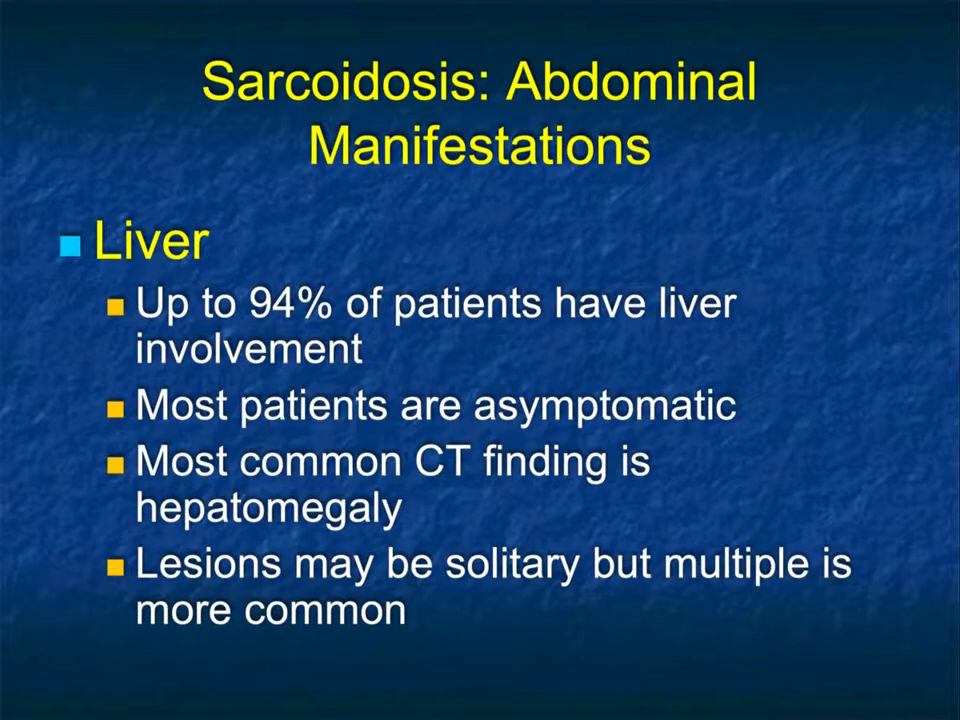 Sarcoidosis: Abdominal
Manifestations
Liver
Up to 94% of patients have liver
involvement
Most patients are asymptomatic
Most common CT finding is
hepatomegaly
Lesions may be solitary but multiple is
more common